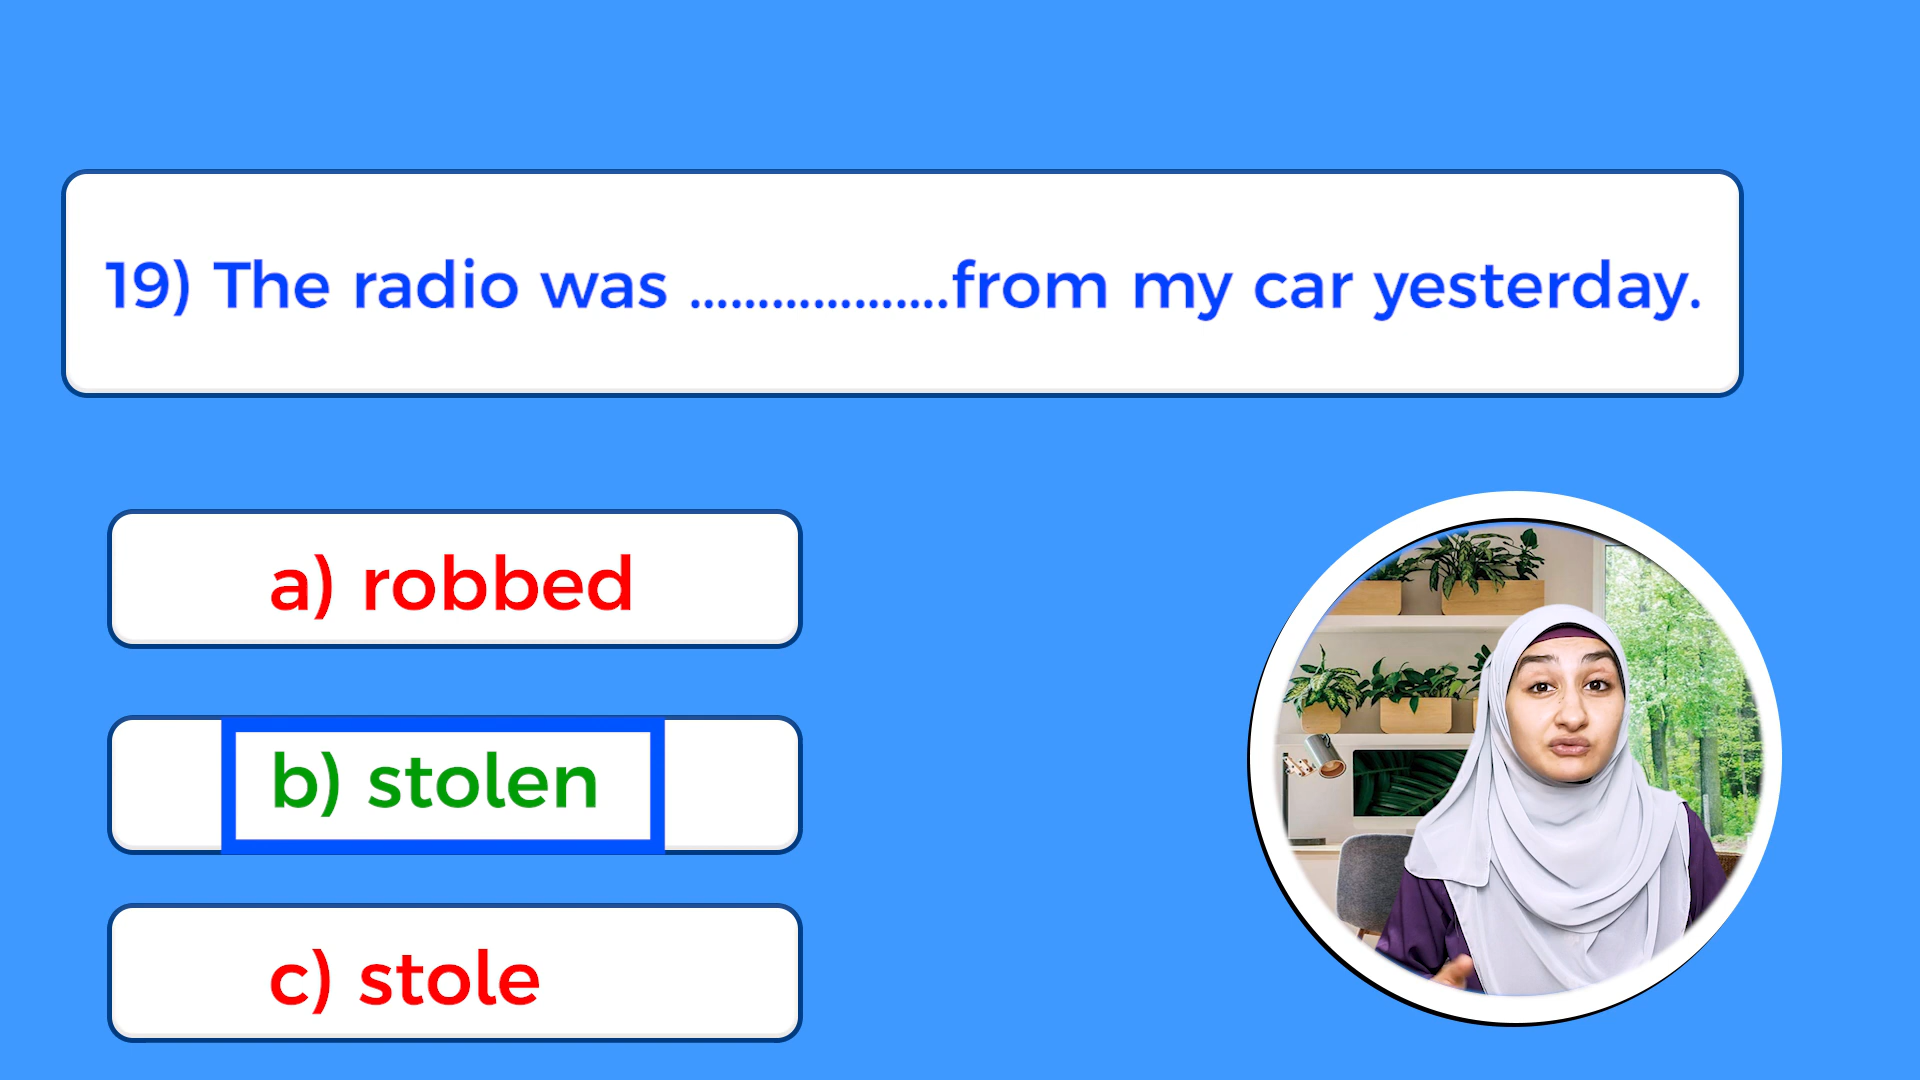 19) The radio was ...................from my car yesterday.
a) robbed
b) stolen
c) stole